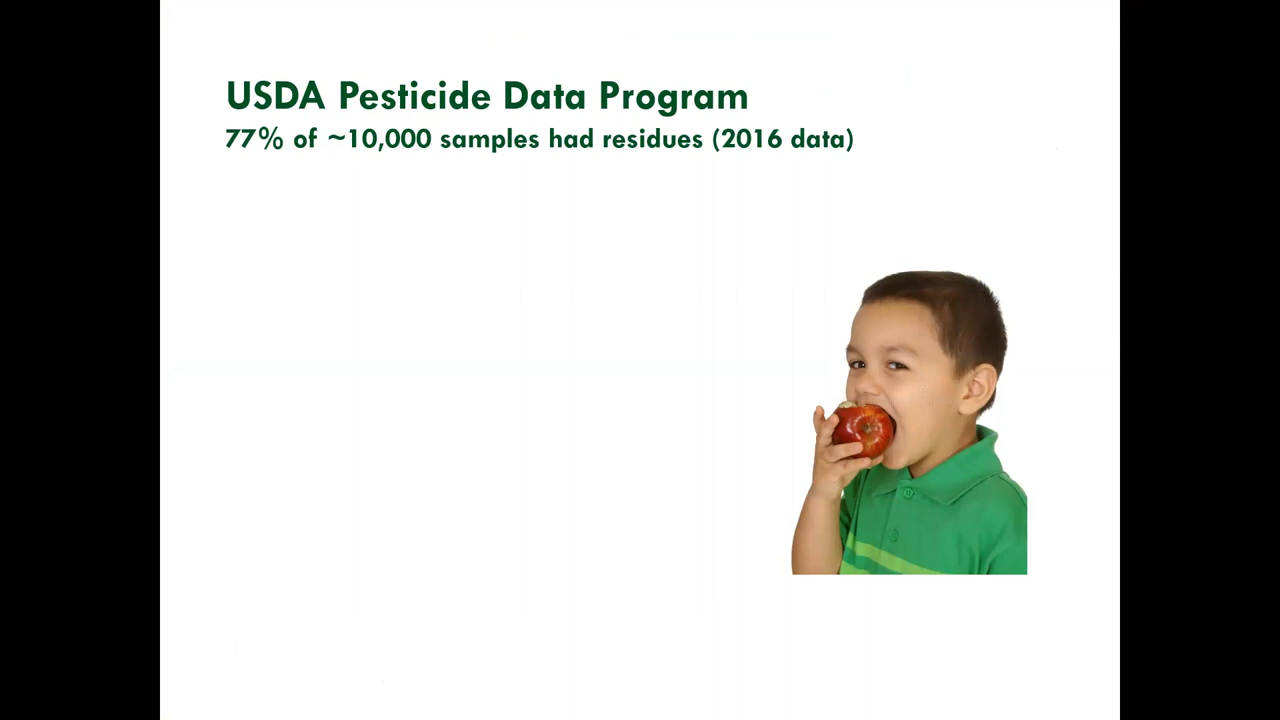 USDA Pesticide Data Program
77% of ~10,000 samples had residues (2016 data)